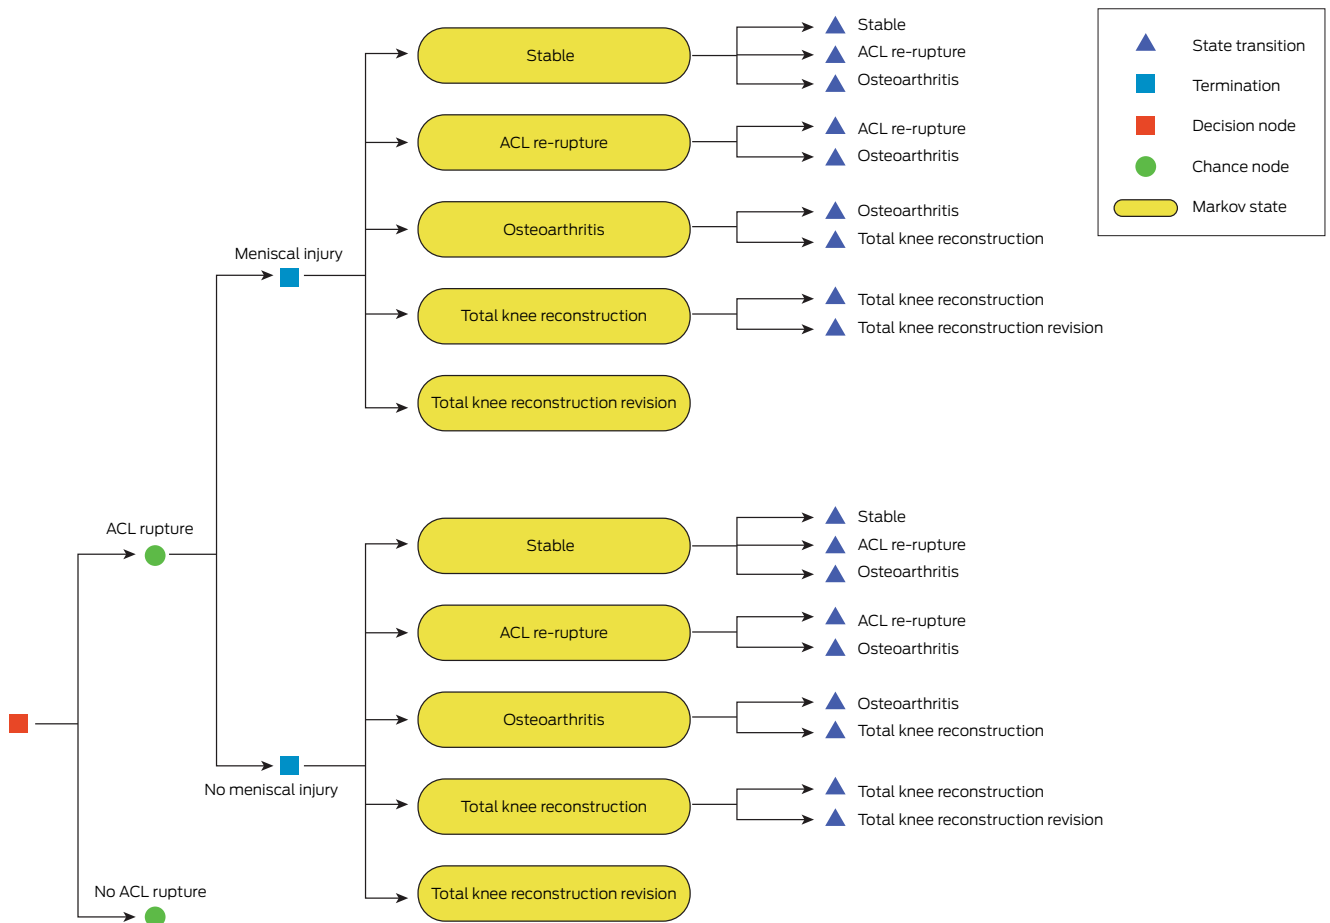 Stable
Stable
ACL re-rupture
Osteoarthritis
ACL re-rupture
ACL re-rupture
Osteoarthritis
Meniscal injury
Osteoarthritis
Osteoarthritis
Total knee reconstruction
Total knee reconstruction
Total knee reconstruction
Total knee reconstruction revision
Total knee reconstruction revision
State transition
Termination
Decision node
Chance node
Markov state
ACL rupture
Stable
Stable
ACL re-rupture
Osteoarthritis
ACL re-rupture
ACL re-rupture
Osteoarthritis
Osteoarthritis
Osteoarthritis
Total knee reconstruction
No meniscal injury
Total knee reconstruction
Total knee reconstruction
Total knee reconstruction revision
Total knee reconstruction revision
No ACL rupture